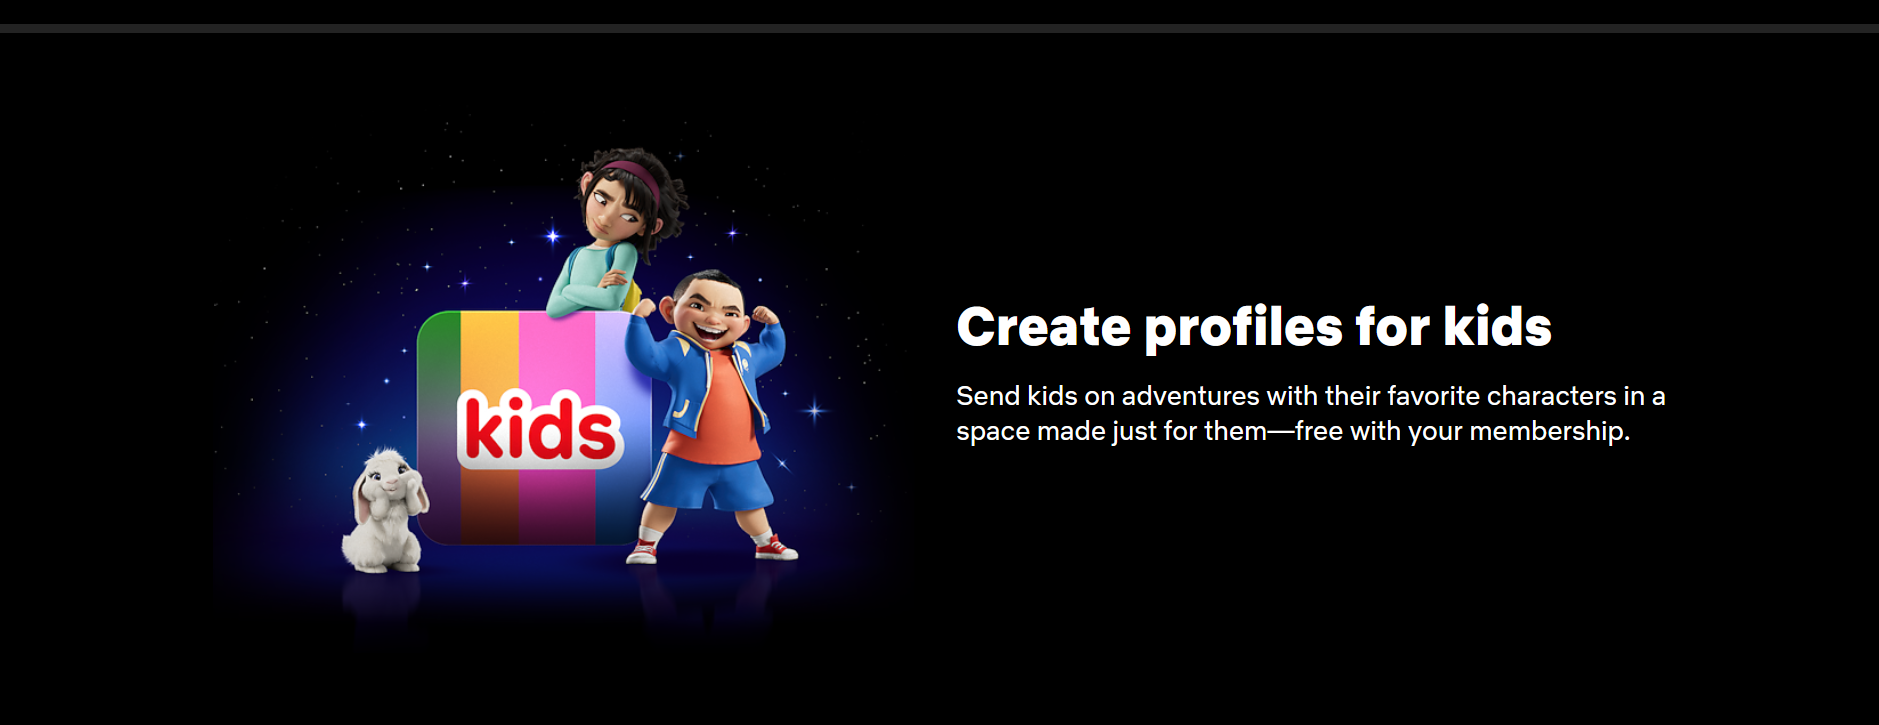 kids
Create profiles for kids
Send kids on adventures with their favorite characters in a
space made just for them—free with your membership.